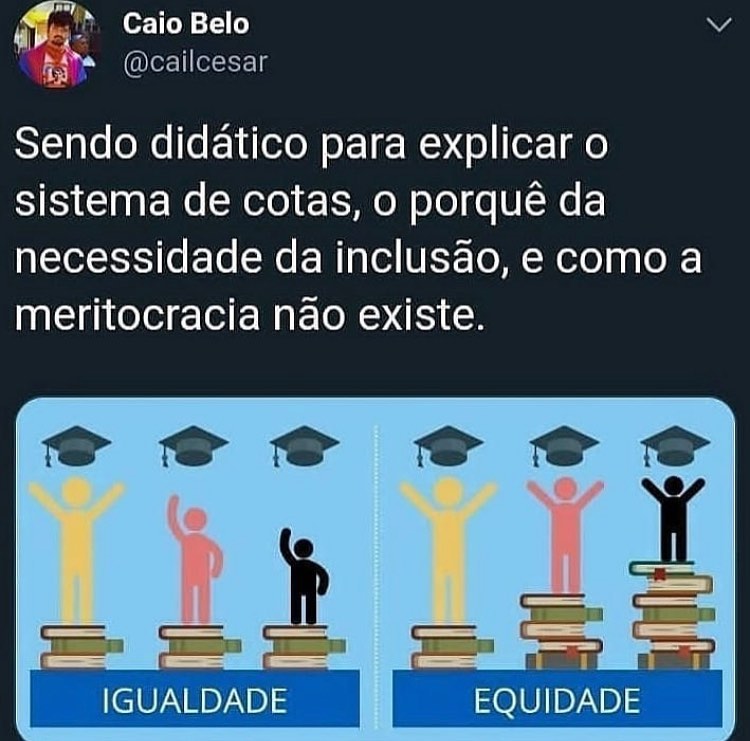 Caio Belo
@cailcesar
Sendo didático para explicar o
sistema de cotas, o porquê da
necessidade da inclusão, e como a
meritocracia não existe.
IGUALDADE
EQUIDADE